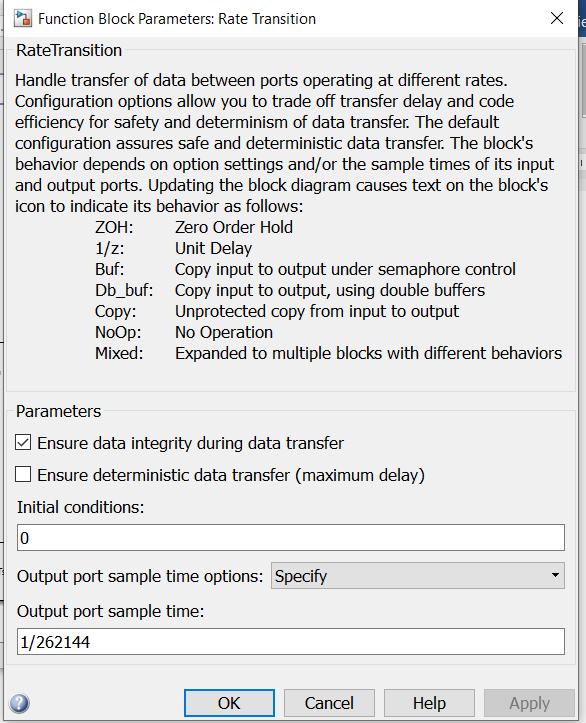 Function Block Parameters: Rate Transition
RateTransition
Handle transfer of data between ports operating at different rates.
Configuration options allow you to trade off transfer delay and code
efficiency for safety and determinism of data transfer. The default
configuration assures safe and deterministic data transfer. The block's
behavior depends on option settings and/or the sample times of its input
and output ports. Updating the block diagram causes text on the block's
icon to indicate its behavior as follows:
ZOH: Zero Order Hold
1/z: Unit Delay
Buf: Copy input to output under semaphore control
Db_buf: Copy input to output, using double buffers
Copy: Unprotected copy from input to output
NoOp: No Operation
Mixed: Expanded to multiple blocks with different behaviors
Parameters
Ensure data integrity during data transfer
Ensure deterministic data transfer (maximum delay)
Initial conditions:
0
Output port sample time options: Specify
Output port sample time:
1/262144
OK Cancel Help Apply